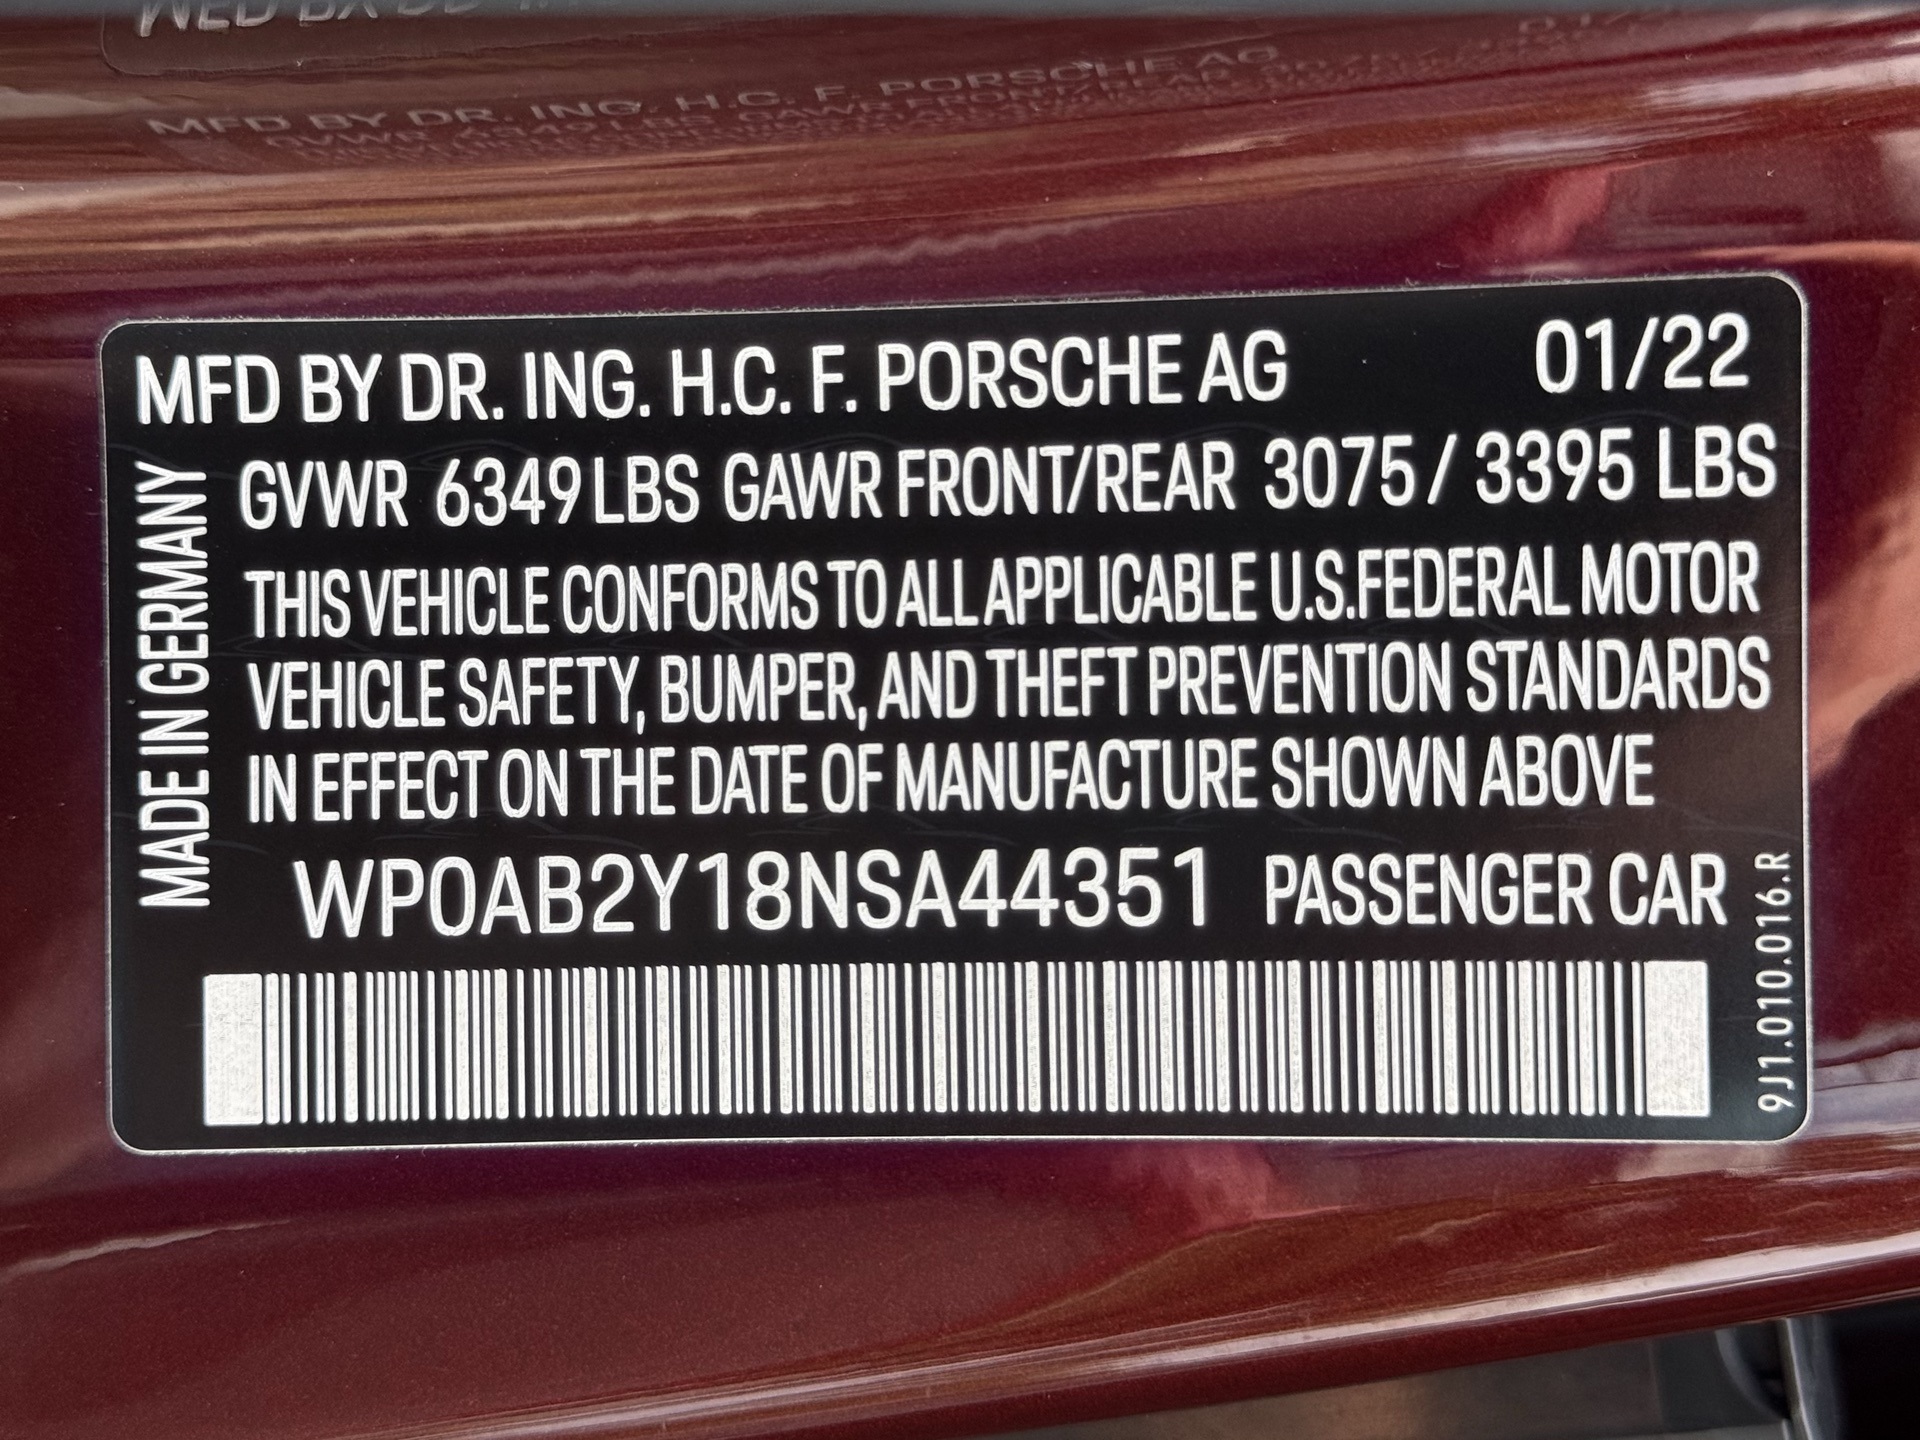 MFD BY DR. ING. H.C. F. PORSCHE AG 01/22
GVWR 6349 LBS GAWR FRONT/REAR 3075 / 3395 LBS
THIS VEHICLE CONFORMS TO ALL APPLICABLE U.S.FEDERAL MOTOR
VEHICLE SAFETY, BUMPER, AND THEFT PREVENTION STANDARDS
IN EFFECT ON THE DATE OF MANUFACTURE SHOWN ABOVE
WP0AB2Y18NSA44351 PASSENGER CAR
MADE IN GERMANY
9J1.010.016.R